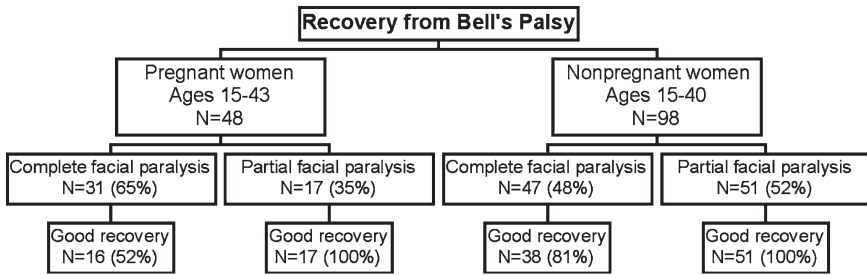 Recovery from Bell's Palsy
Pregnant women
Ages 15-43
N=48
Nonpregnant women
Ages 15-40
N=98
Complete facial paralysis
N=31 (65%)
Partial facial paralysis
N=17 (35%)
Complete facial paralysis
N=47 (48%)
Partial facial paralysis
N=51 (52%)
Good recovery
N=16 (52%)
Good recovery
N=17 (100%)
Good recovery
N=38 (81%)
Good recovery
N=51 (100%)